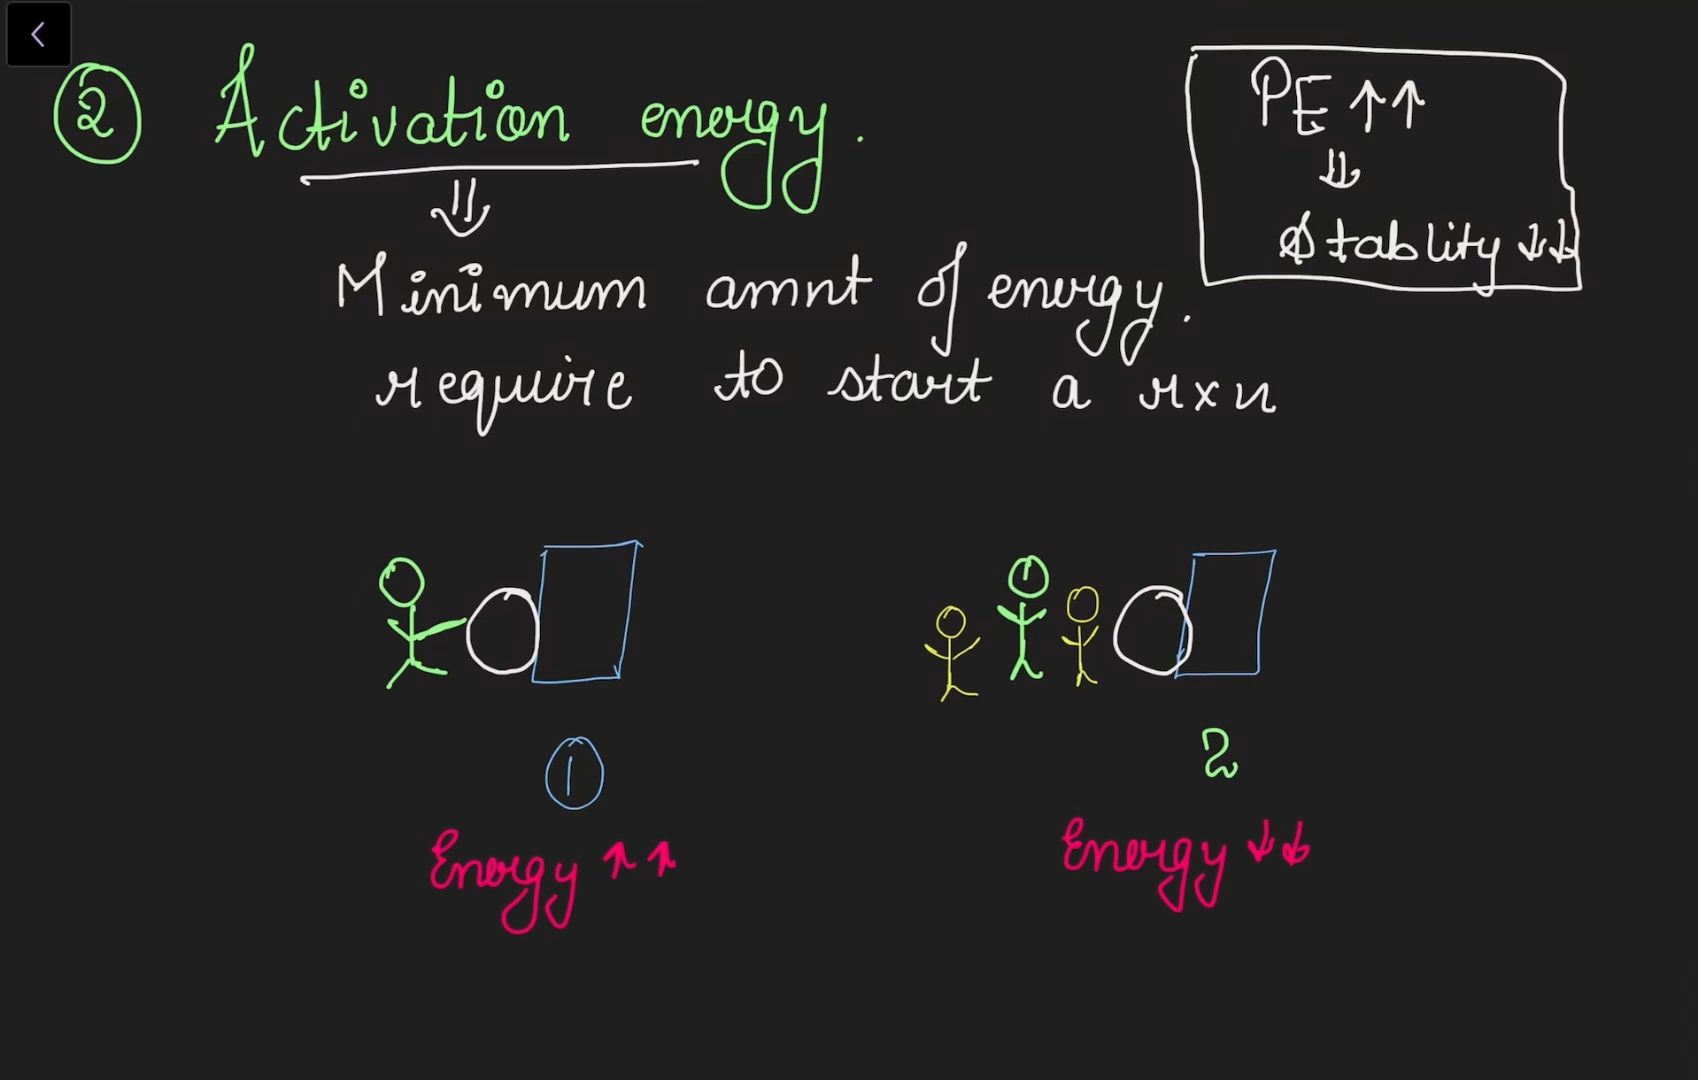 ② Activation energy.
⇓
Minimum amnt of energy.
require to start a rxn
PE ↑↑
⇓
Stablity ↓↓
①
Energy ↑↑
2
Energy ↓↓